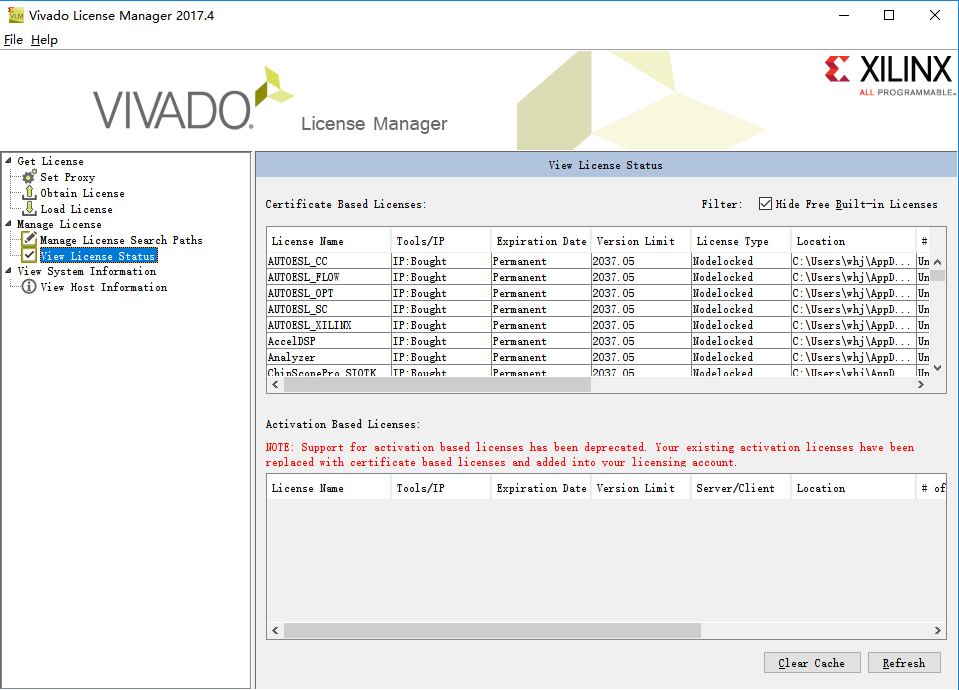 Vivado License Manager 2017.4
File Help
VIVADO. License Manager
XILINX
ALL PROGRAMMABLE
Get License
Set Proxy
Obtain License
Load License
Manage License
Manage License Search Paths
View License Status
View System Information
View Host Information
View License Status
Certificate Based Licenses: Filter: Hide Free Built-in Licenses
License Name Tools/IP Expiration Date Version Limit License Type Location #
AUTOESL_CC IP:Bought Permanent 2037.05 Nodelocked C:\Users\whj\AppD... Un
AUTOESL_FLOW IP:Bought Permanent 2037.05 Nodelocked C:\Users\whj\AppD... Un
AUTOESL_OPT IP:Bought Permanent 2037.05 Nodelocked C:\Users\whj\AppD... Un
AUTOESL_SC IP:Bought Permanent 2037.05 Nodelocked C:\Users\whj\AppD... Un
AUTOESL_XILINX IP:Bought Permanent 2037.05 Nodelocked C:\Users\whj\AppD... Un
AccelDSP IP:Bought Permanent 2037.05 Nodelocked C:\Users\whj\AppD... Un
Analyzer IP:Bought Permanent 2037.05 Nodelocked C:\Users\whj\AppD... Un
ChipScopePro_SIOTK IP:Bought Permanent 2037.05 Nodelocked C:\Users\whj\AppD... Un
Activation Based Licenses:
NOTE: Support for activation based licenses has been deprecated. Your existing activation licenses have been
replaced with certificate based licenses and added into your licensing account.
License Name Tools/IP Expiration Date Version Limit Server/Client Location # of
Clear Cache Refresh